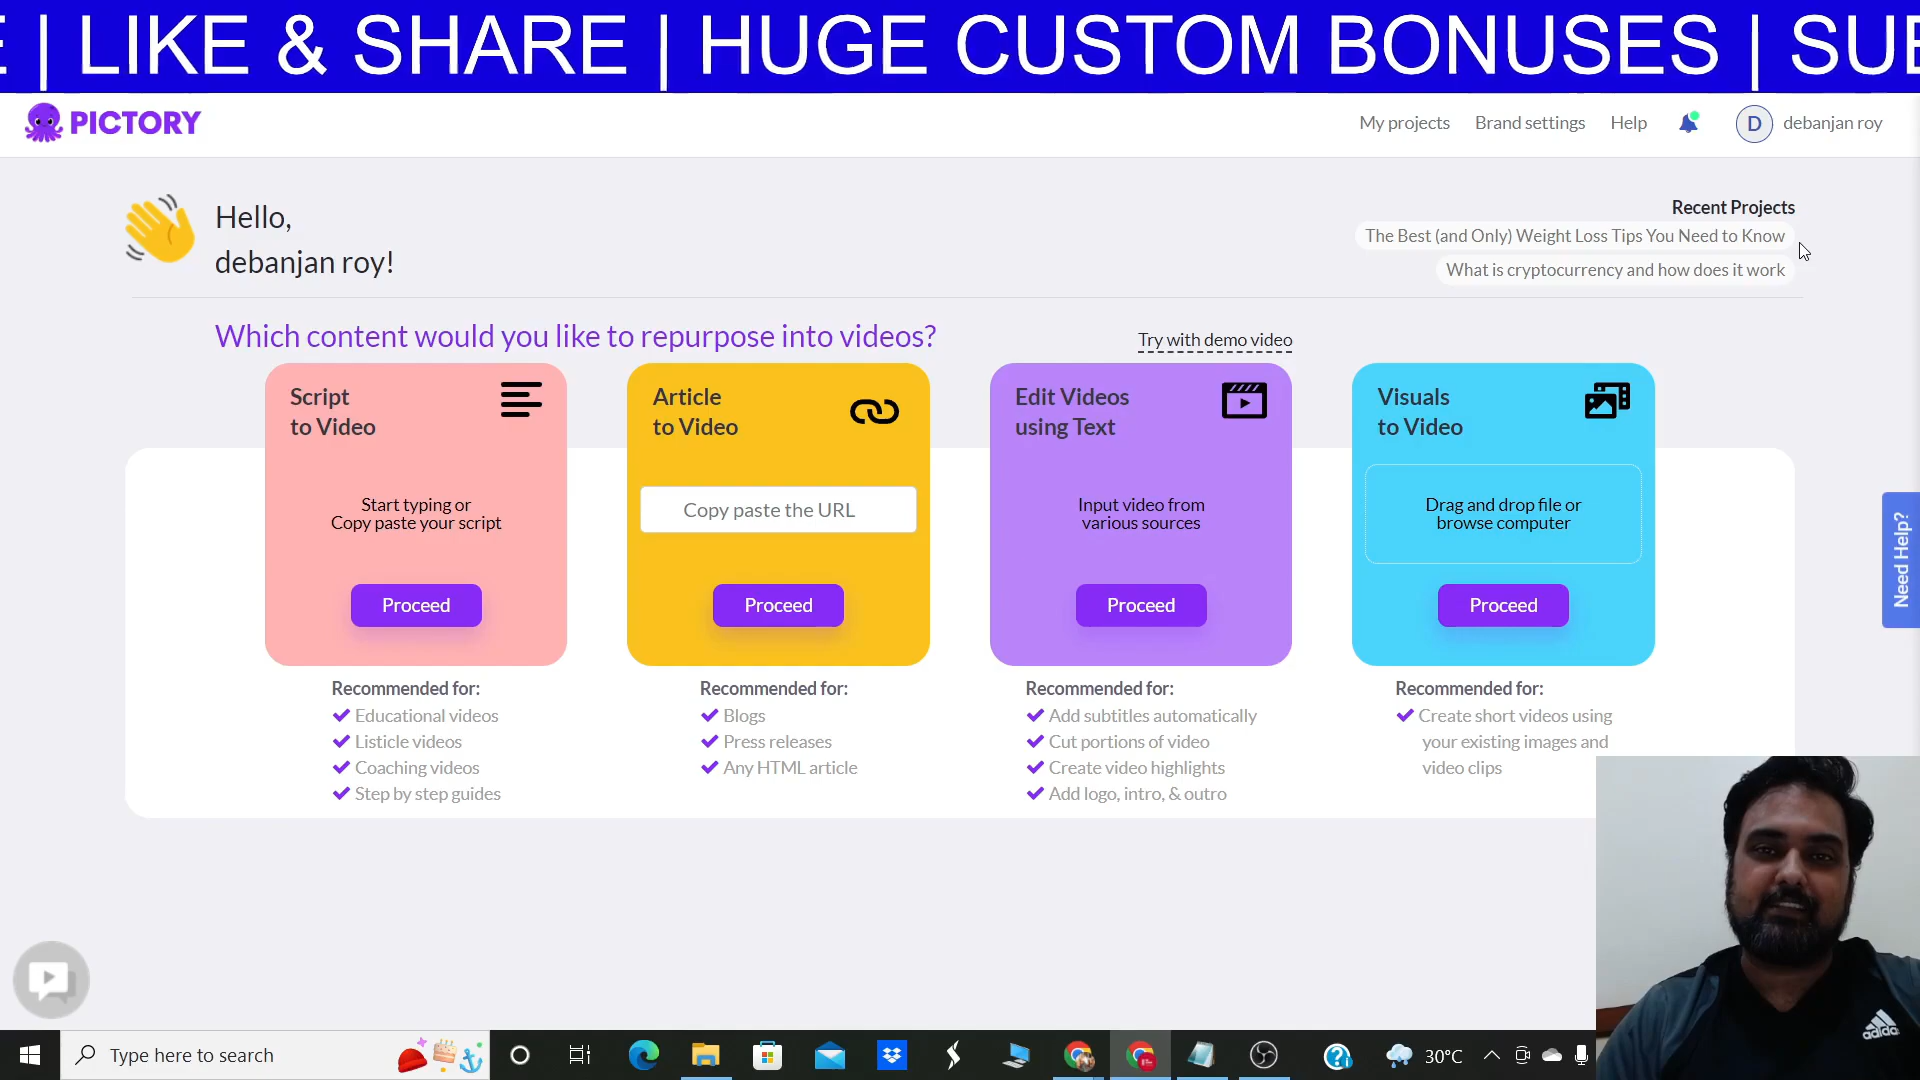 | LIKE & SHARE | HUGE CUSTOM BONUSES |
PICTORY
My projects
Brand settings
Help
D
debanjan roy
Hello,
debanjan roy!
Recent Projects
The Best (and Only) Weight Loss Tips You Need to Know
What is cryptocurrency and how does it work
Which content would you like to repurpose into videos?
Try with demo video
Script
to Video
Start typing or
Copy paste your script
Proceed
Article
to Video
Copy paste the URL
Proceed
Edit Videos
using Text
Input video from
various sources
Proceed
Visuals
to Video
Drag and drop file or
browse computer
Proceed
Need Help?
Recommended for:
Educational videos
Listicle videos
Coaching videos
Step by step guides
Recommended for:
Blogs
Press releases
Any HTML article
Recommended for:
Add subtitles automatically
Cut portions of video
Create video highlights
Add logo, intro, & outro
Recommended for:
Create short videos using
your existing images and
video clips
adidas
Type here to search
30°C